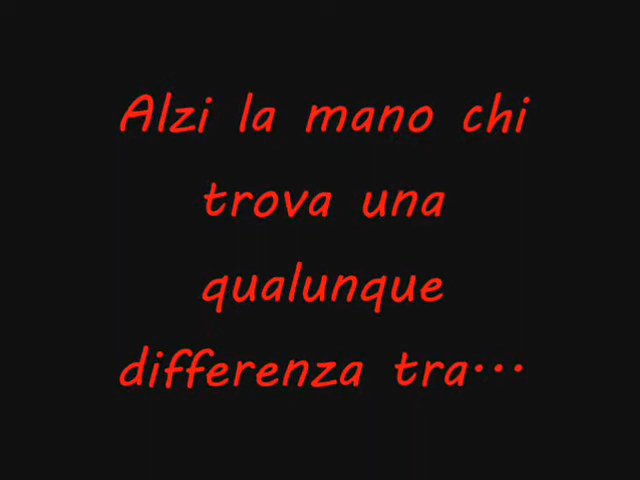 Alzi la mano chi
trova una
qualunque
differenza tra...